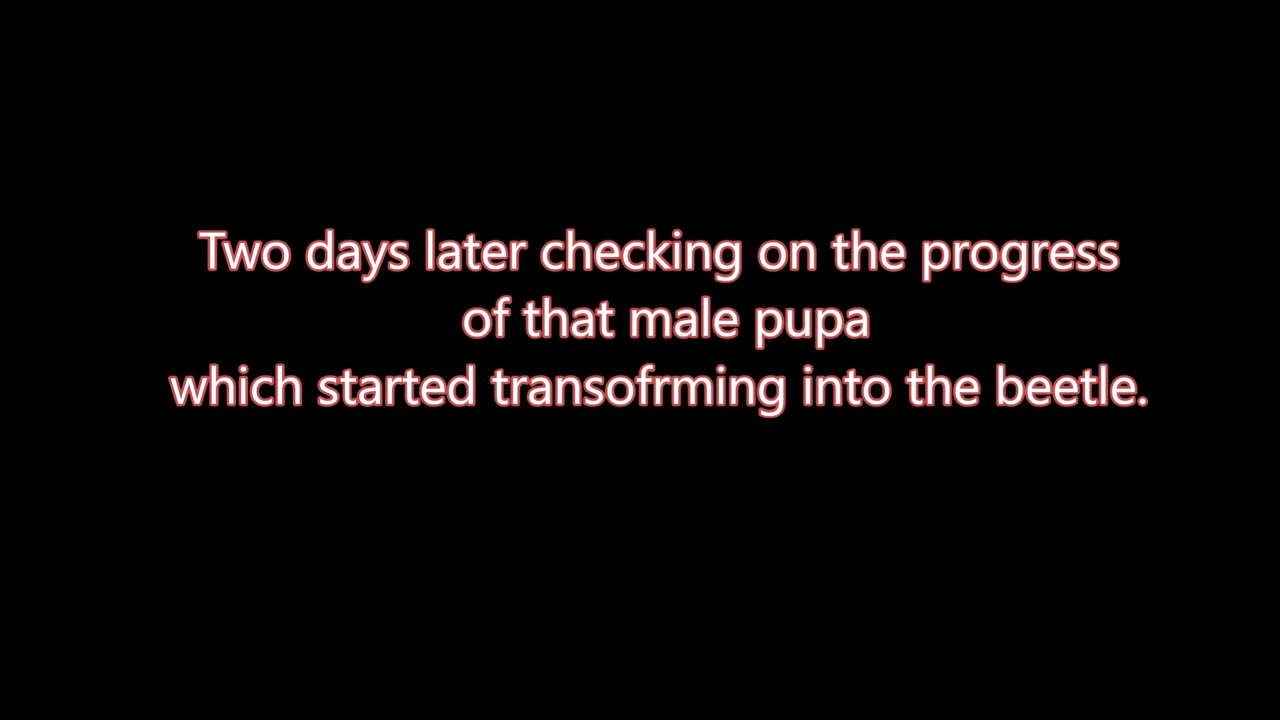 Two days later checking on the progress
of that male pupa
which started transofrming into the beetle.